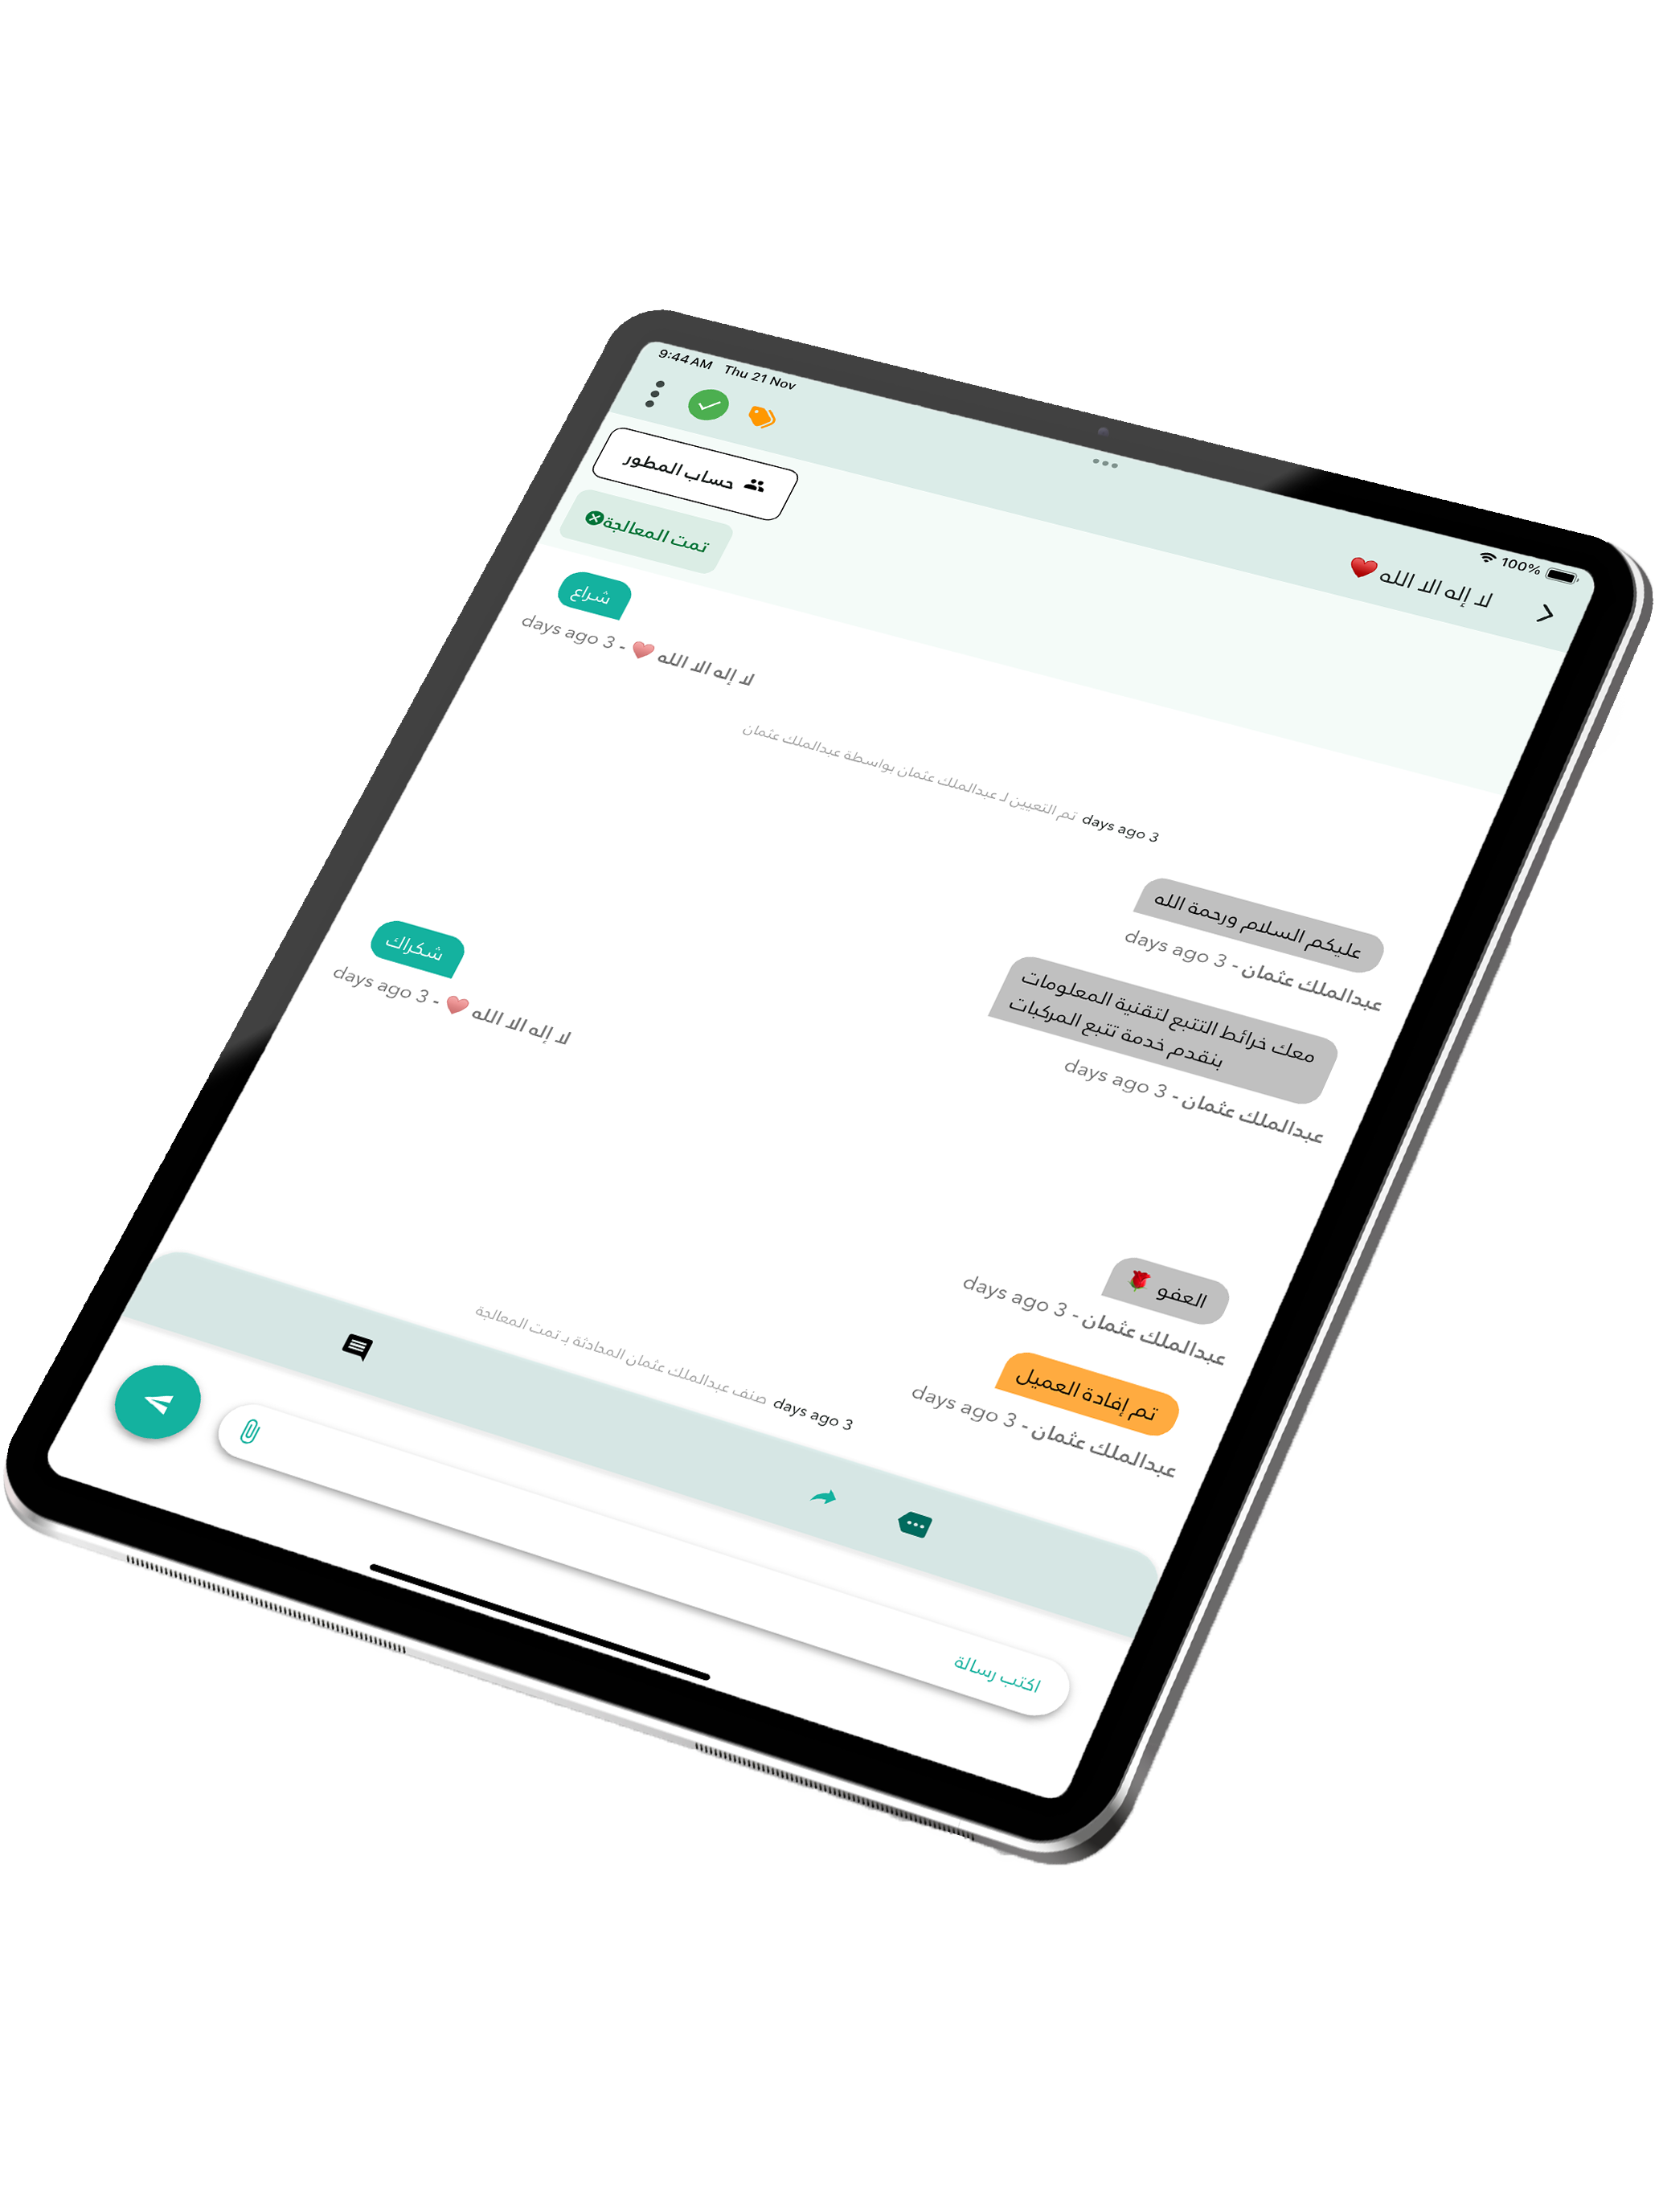 9:44 AM Thu 21 Nov
100%
لا إله الا الله ❤️
حساب المطور
تمت المعالجة
شراع
لا إله الا الله ❤️ - 3 days ago
3 days ago تم التعيين لـ عبدالملك عثمان بواسطة عبدالملك عثمان
عليكم السلام ورحمة الله
عبدالملك عثمان - 3 days ago
معك خرائط التتبع لتقنية المعلومات
بنقدم خدمة تتبع المركبات
عبدالملك عثمان - 3 days ago
شكراك
لا إله الا الله ❤️ - 3 days ago
العفو 🌹
عبدالملك عثمان - 3 days ago
تم إفادة العميل
عبدالملك عثمان - 3 days ago
3 days ago صنف عبدالملك عثمان المحادثة بـ تمت المعالجة
اكتب رسالة